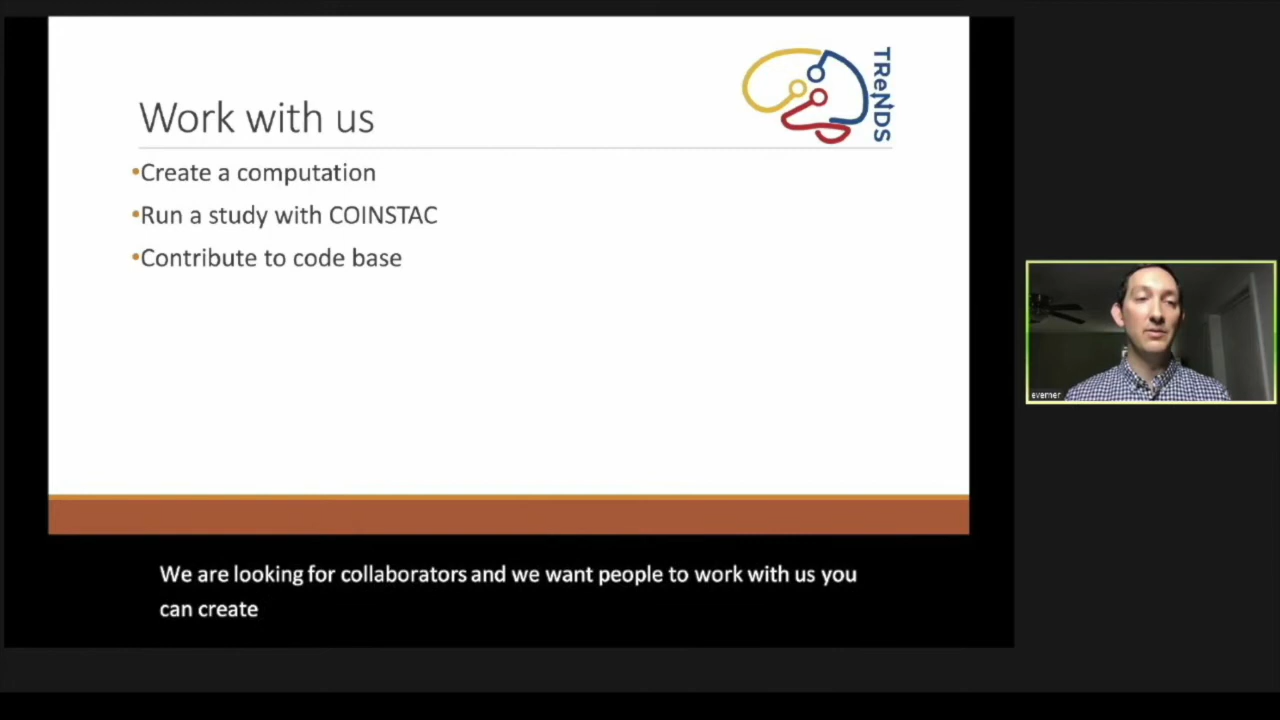 TReNDS
Work with us
•Create a computation
•Run a study with COINSTAC
•Contribute to code base
everner
We are looking for collaborators and we want people to work with us you
can create